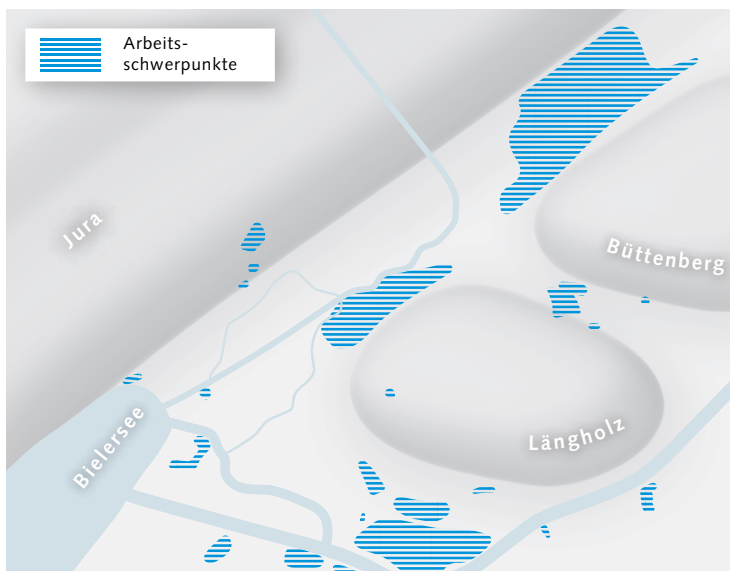 Arbeits-
schwerpunkte
Jura
Büttenberg
Bielersee
Längholz